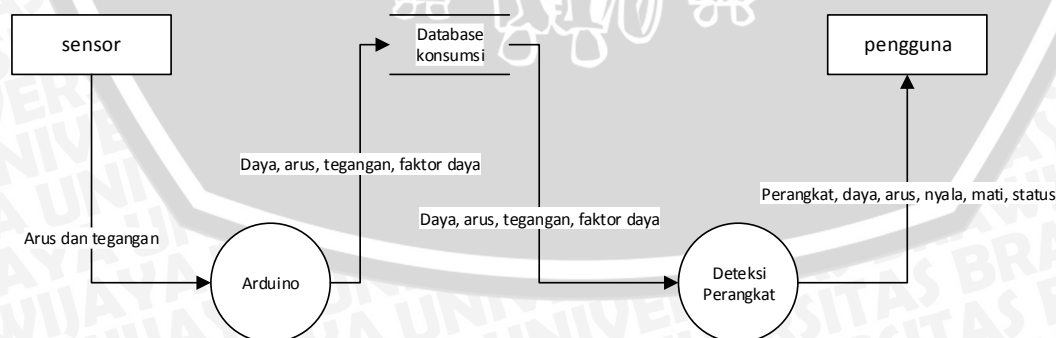 sensor
Database
konsumsi
pengguna
Daya, arus, tegangan, faktor daya
Perangkat, daya, arus, nyala, mati, status
Daya, arus, tegangan, faktor daya
Arus dan tegangan
Arduino
Deteksi
Perangkat